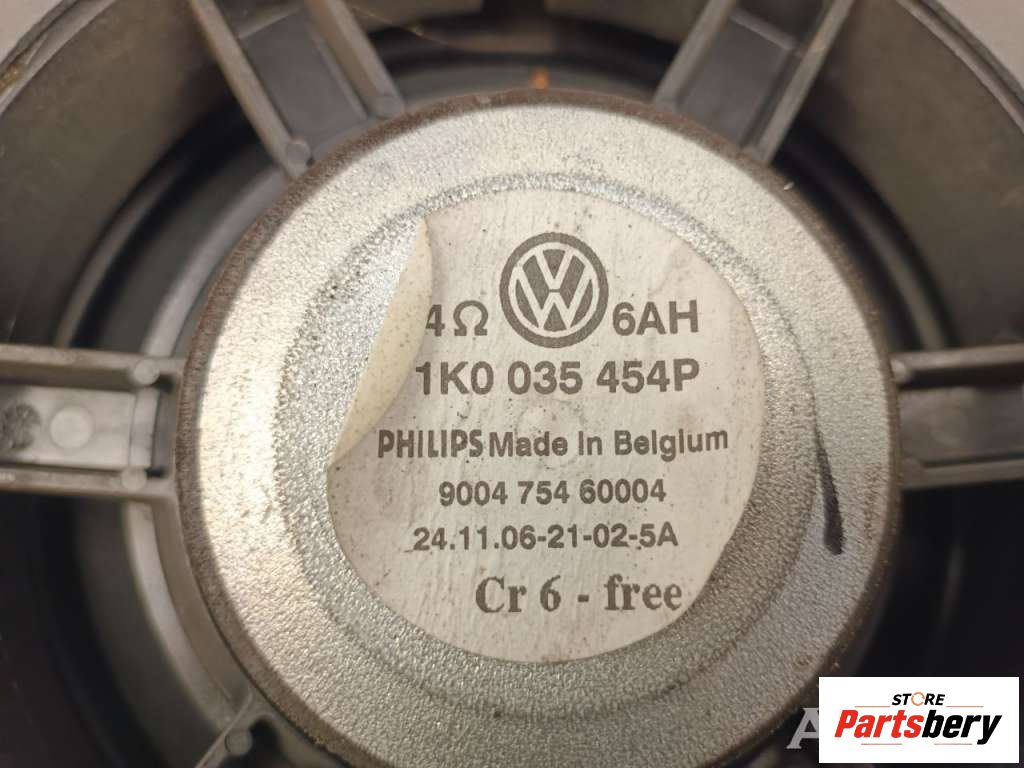 4Ω VW 6AH
1K0 035 454P
PHILIPS Made in Belgium
9004 754 60004
24.11.06-21-02-5A
Cr 6 - free
STORE
Partsbery